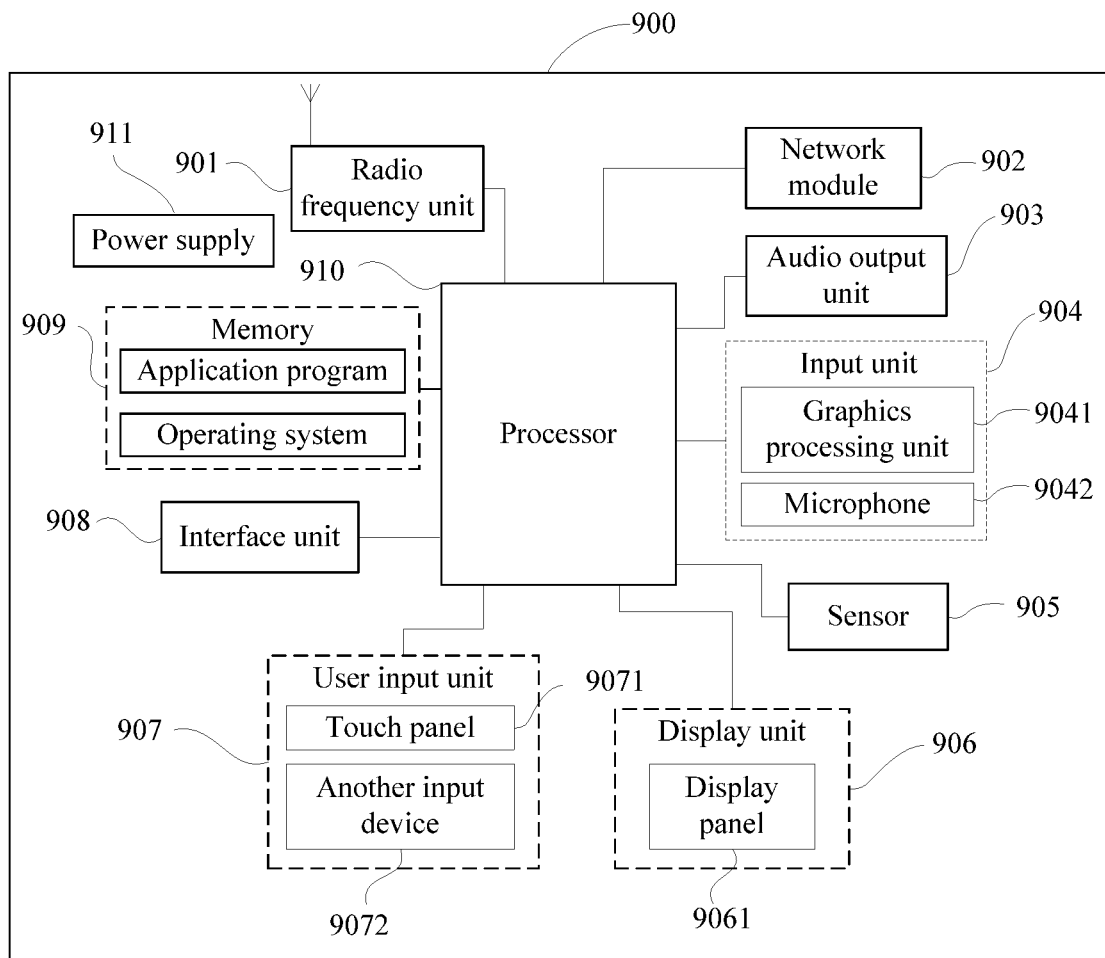 900
911
901
Radio
frequency unit
Network
module
902
Power supply
910
903
Audio output
unit
909
Memory
Application program
Operating system
904
Input unit
Graphics
processing unit
9041
Microphone
9042
Processor
908
Interface unit
Sensor
905
User input unit
9071
Touch panel
907
Another input
device
9072
Display unit
906
Display
panel
9061